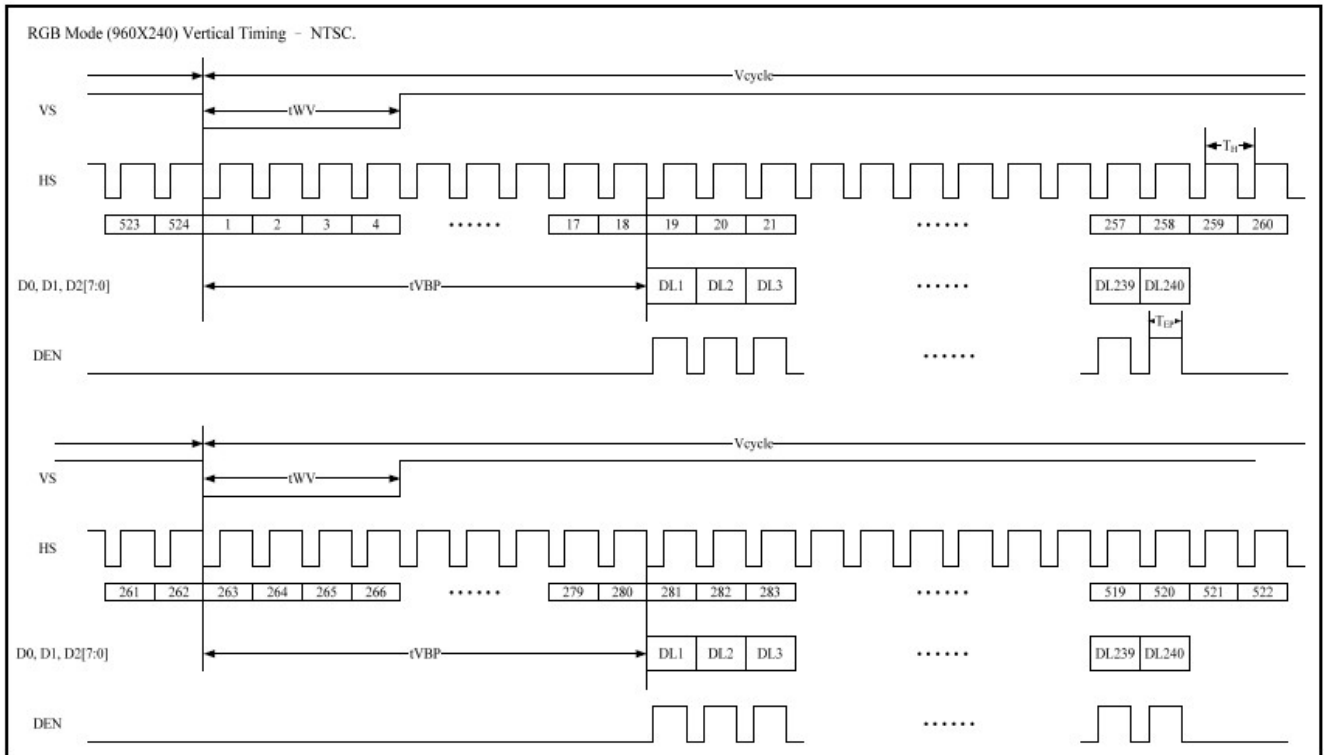 RGB Mode (960X240) Vertical Timing - NTSC.
Vcycle
VS
tWV
HS
TH
523 524 1 2 3 4 ...... 17 18 19 20 21 ...... 257 258 259 260
D0, D1, D2[7:0]
tVBP
DL1 DL2 DL3 ...... DL239 DL240
TEP
DEN
......
Vcycle
VS
tWV
HS
261 262 263 264 265 266 ...... 279 280 281 282 283 ...... 519 520 521 522
D0, D1, D2[7:0]
tVBP
DL1 DL2 DL3 ...... DL239 DL240
DEN
......